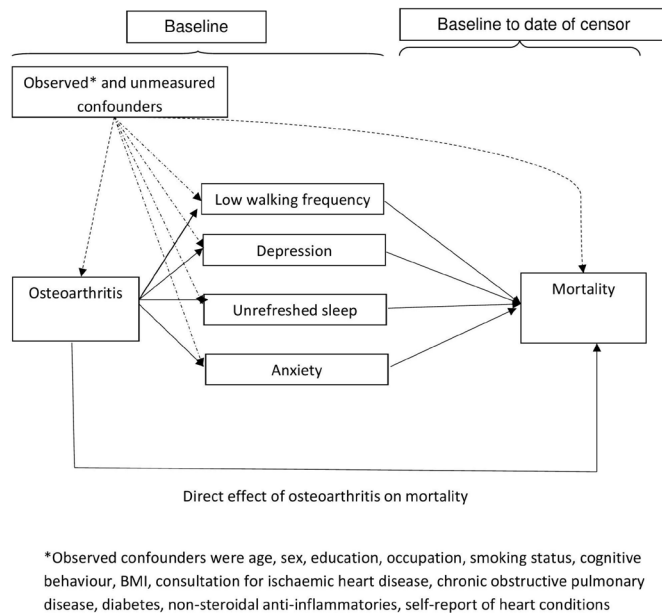 Baseline
Baseline to date of censor
Observed* and unmeasured
confounders
Low walking frequency
Depression
Osteoarthritis
Unrefreshed sleep
Mortality
Anxiety
Direct effect of osteoarthritis on mortality
*Observed confounders were age, sex, education, occupation, smoking status, cognitive
behaviour, BMI, consultation for ischaemic heart disease, chronic obstructive pulmonary
disease, diabetes, non-steroidal anti-inflammatories, self-report of heart conditions